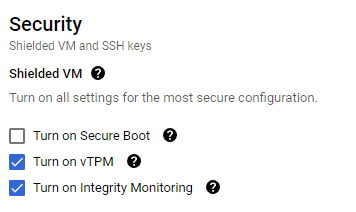 Security
Shielded VM and SSH keys
Shielded VM ?
Turn on all settings for the most secure configuration.
Turn on Secure Boot ?
Turn on vTPM ?
Turn on Integrity Monitoring ?